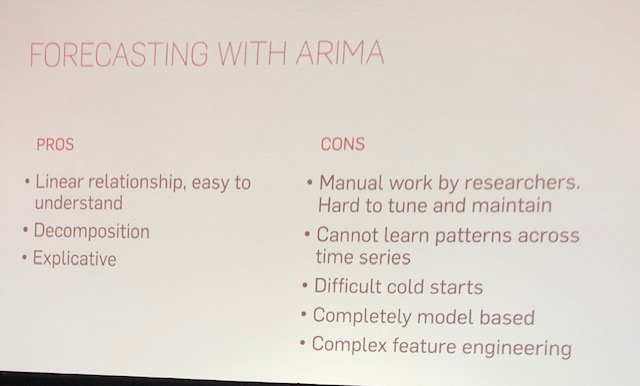 FORECASTING WITH ARIMA
PROS
• Linear relationship, easy to
understand
• Decomposition
• Explicative
CONS
• Manual work by researchers.
Hard to tune and maintain
• Cannot learn patterns across
time series
• Difficult cold starts
• Completely model based
• Complex feature engineering